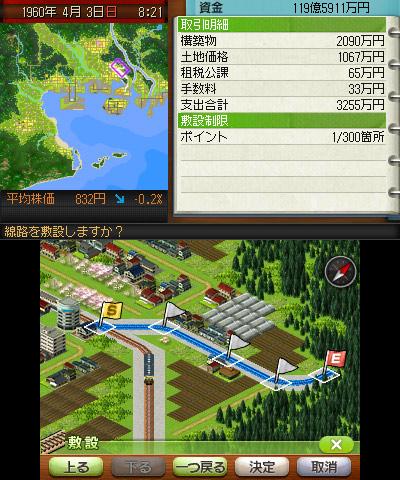 1960年 4月 3日日 8:21
平均株価 832円 -0.2%
資金 119億5911万円
取引明細
構築物 2090万円
土地価格 1067万円
租税公課 65万円
手数料 33万円
支出合計 3255万円
敷設制限
ポイント 1/300箇所
線路を敷設しますか？
S
E
敷設
×
上る
下る
一つ戻る
決定
取消